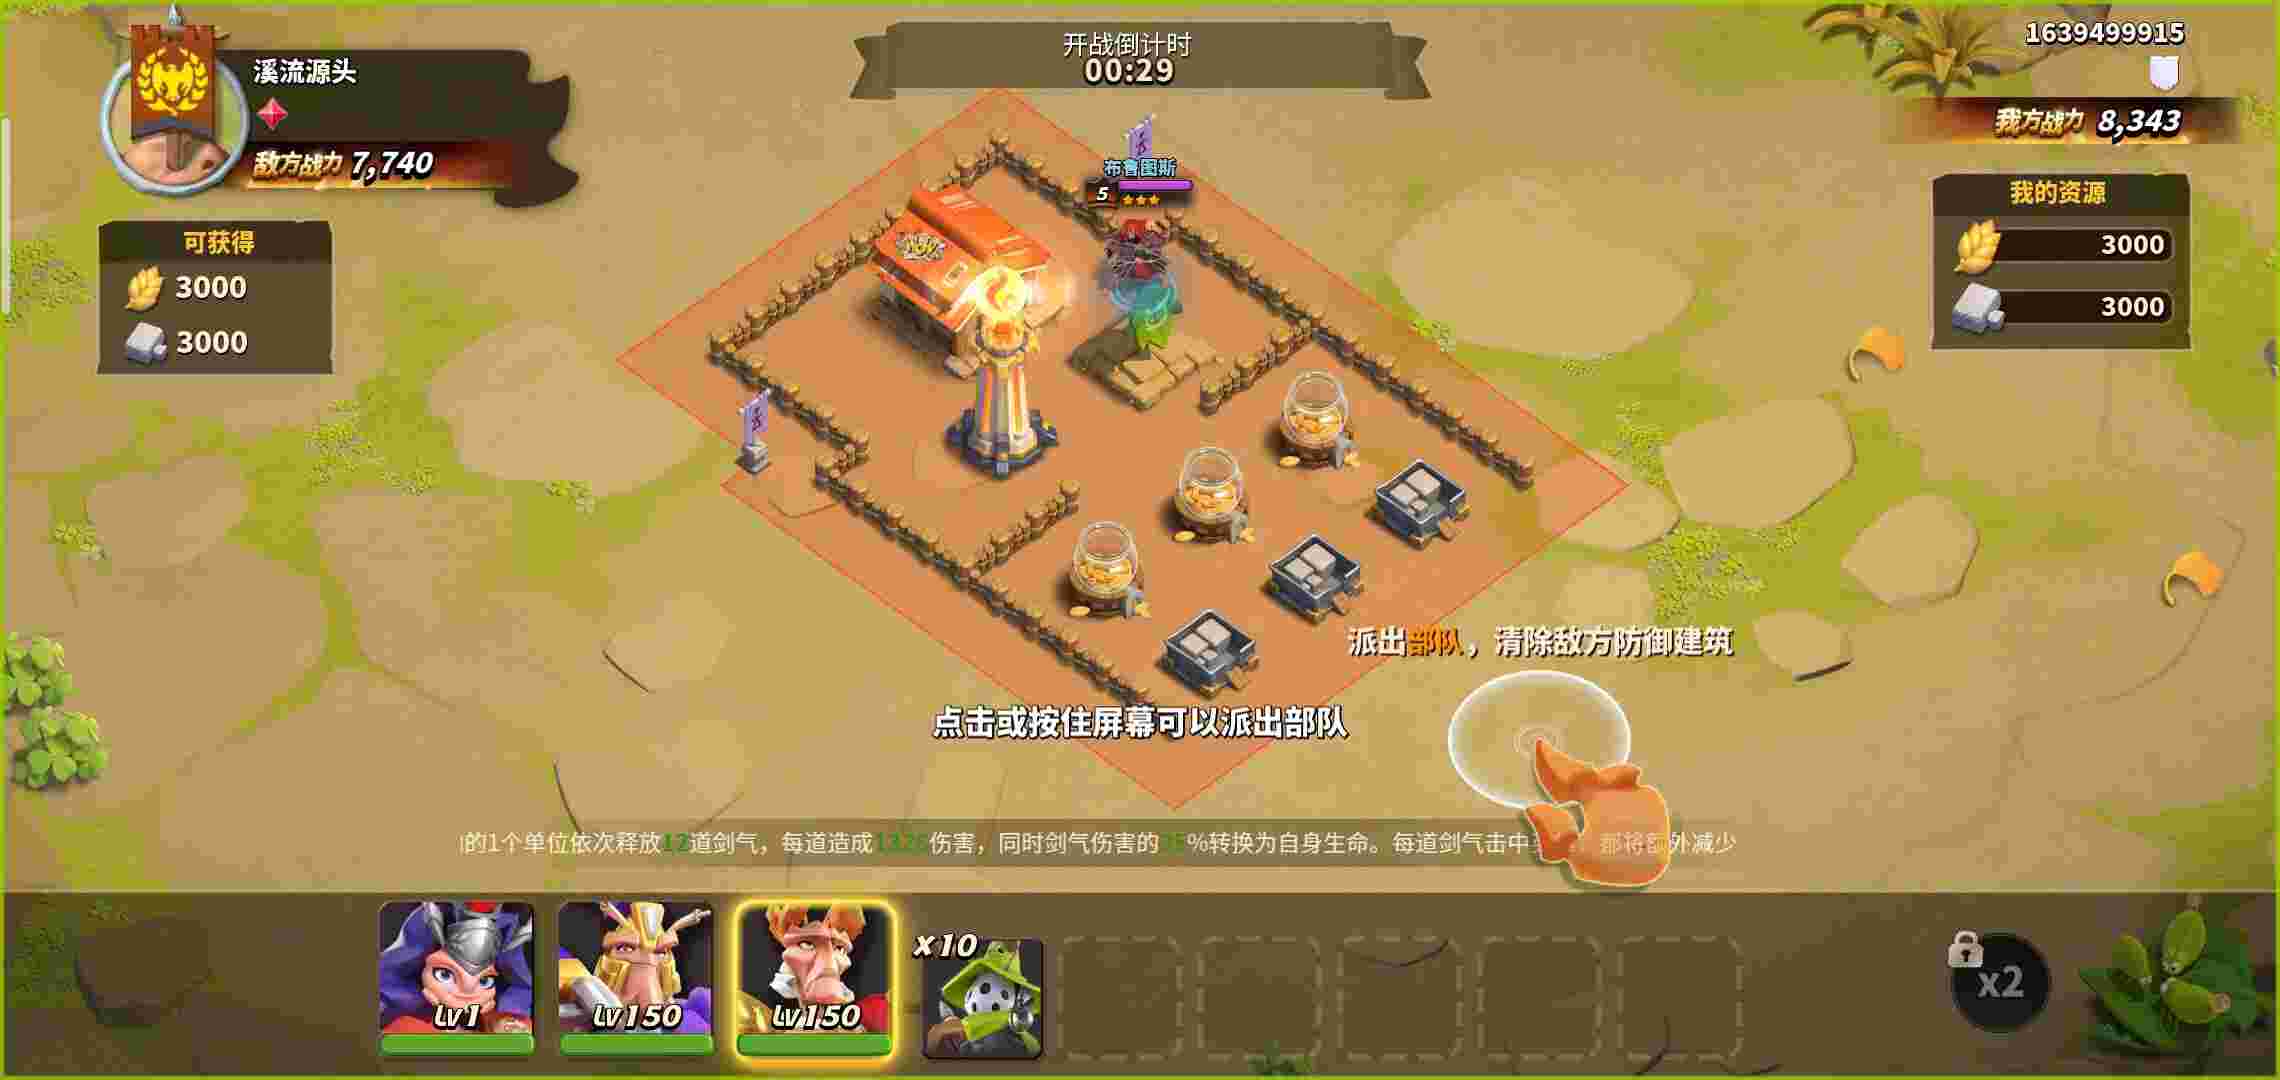 溪流源头
敌方战力 7,740
可获得
3000
3000
开战倒计时
00:29
1639499915
我方战力 8,343
我的资源
3000
3000
布鲁图斯
5
派出部队，清除敌方防御建筑
点击或按住屏幕可以派出部队
的1个单位依次释放12道剑气，每道造成1326伤害，同时剑气伤害的35%转换为自身生命。每道剑气击中 都将额外减少
Lv1
Lv150
Lv150
x10
x2